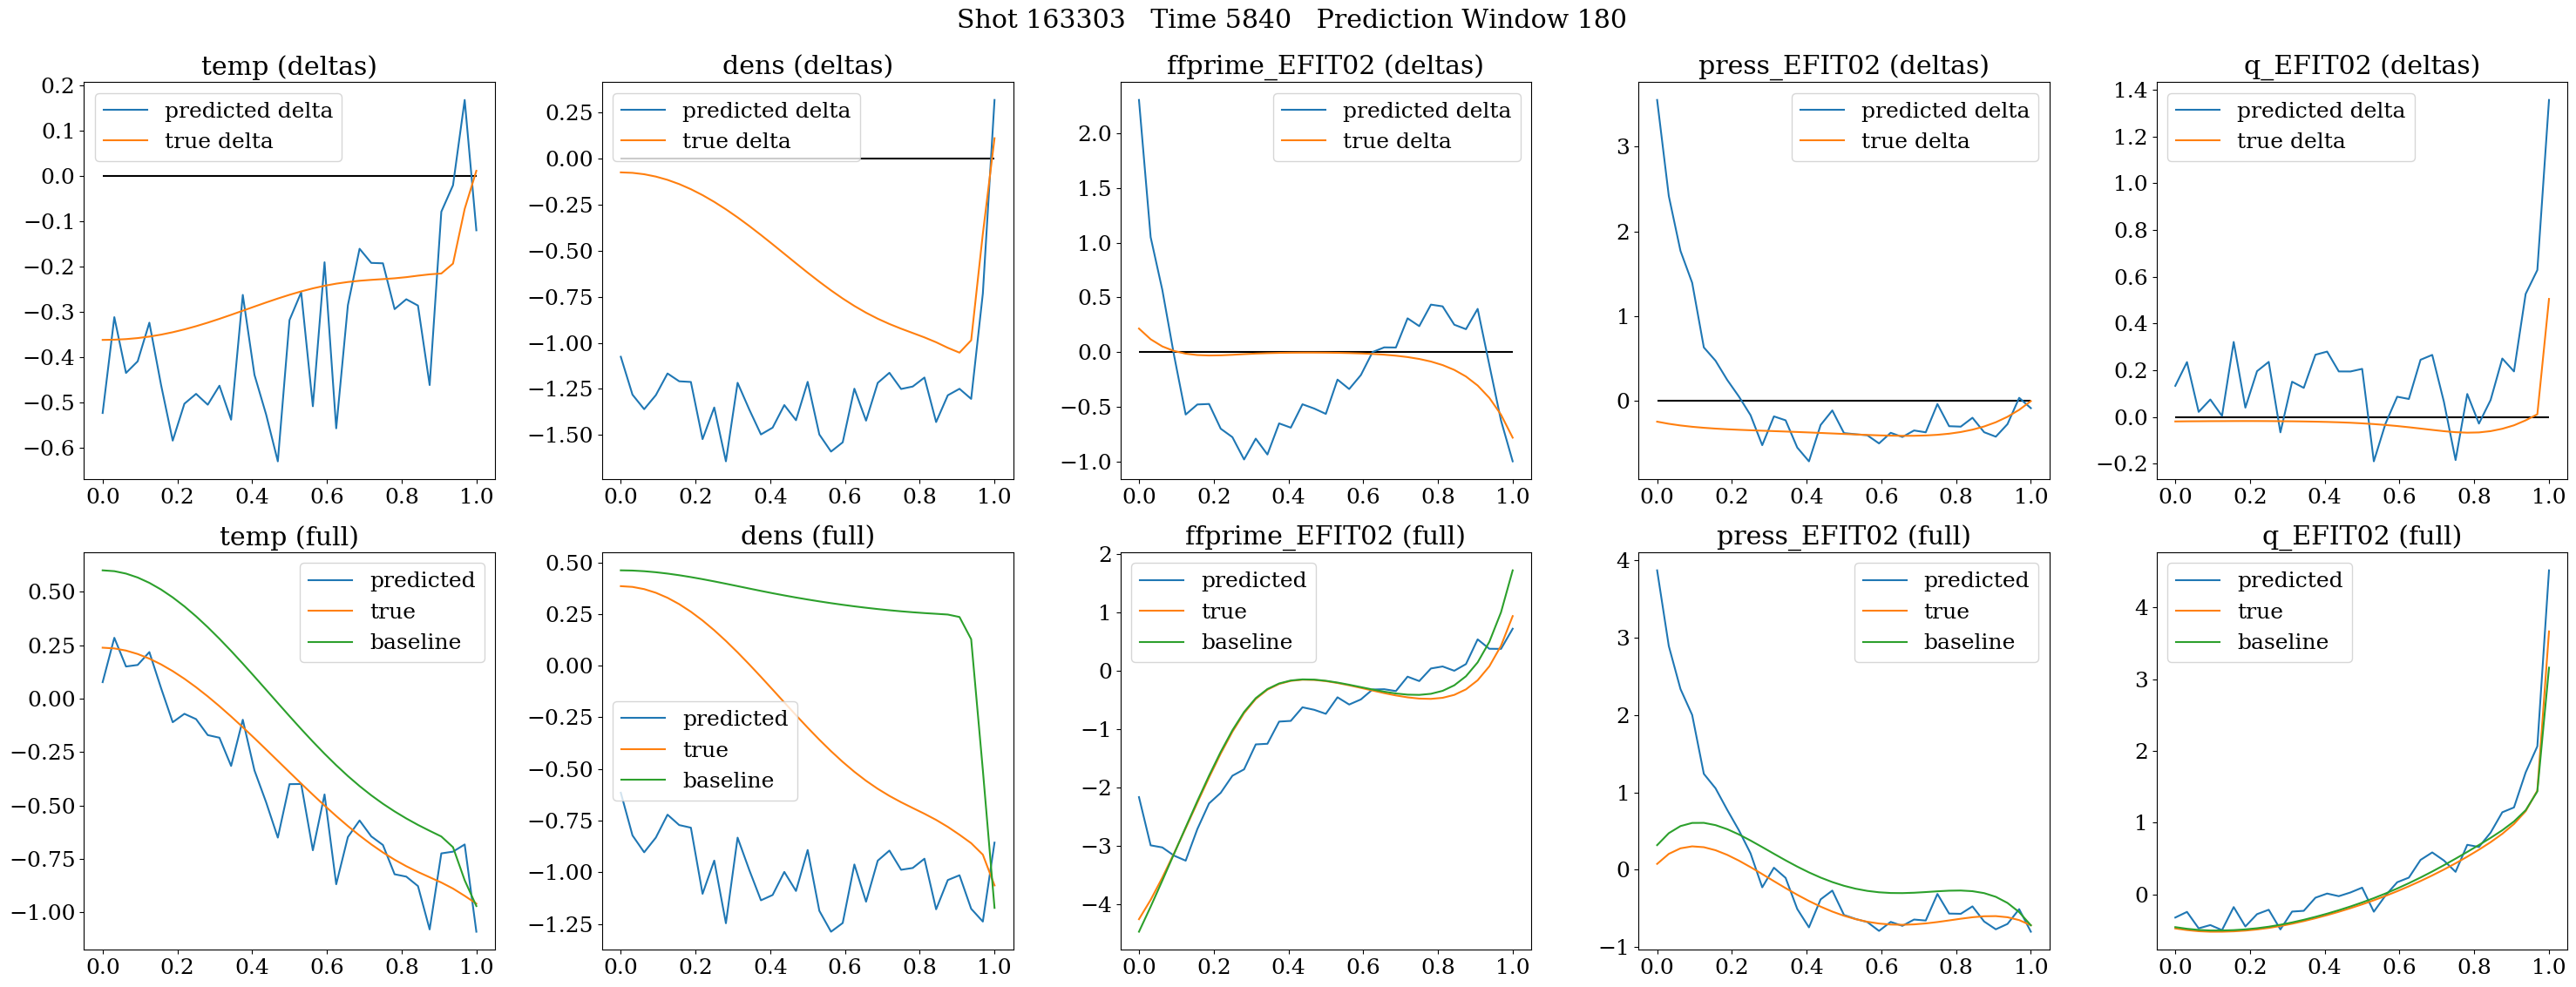 Shot 163303   Time 5840   Prediction Window 180
temp (deltas)
predicted delta
true delta
0.2
0.1
0.0
−0.1
−0.2
−0.3
−0.4
−0.5
−0.6
0.0 0.2 0.4 0.6 0.8 1.0
dens (deltas)
predicted delta
true delta
0.25
0.00
−0.25
−0.50
−0.75
−1.00
−1.25
−1.50
0.0 0.2 0.4 0.6 0.8 1.0
ffprime_EFIT02 (deltas)
predicted delta
true delta
2.0
1.5
1.0
0.5
0.0
−0.5
−1.0
0.0 0.2 0.4 0.6 0.8 1.0
press_EFIT02 (deltas)
predicted delta
true delta
3
2
1
0
0.0 0.2 0.4 0.6 0.8 1.0
q_EFIT02 (deltas)
predicted delta
true delta
1.4
1.2
1.0
0.8
0.6
0.4
0.2
0.0
−0.2
0.0 0.2 0.4 0.6 0.8 1.0
temp (full)
predicted
true
baseline
0.50
0.25
0.00
−0.25
−0.50
−0.75
−1.00
0.0 0.2 0.4 0.6 0.8 1.0
dens (full)
predicted
true
baseline
0.50
0.25
0.00
−0.25
−0.50
−0.75
−1.00
−1.25
0.0 0.2 0.4 0.6 0.8 1.0
ffprime_EFIT02 (full)
predicted
true
baseline
2
1
0
−1
−2
−3
−4
0.0 0.2 0.4 0.6 0.8 1.0
press_EFIT02 (full)
predicted
true
baseline
4
3
2
1
0
−1
0.0 0.2 0.4 0.6 0.8 1.0
q_EFIT02 (full)
predicted
true
baseline
4
3
2
1
0
0.0 0.2 0.4 0.6 0.8 1.0